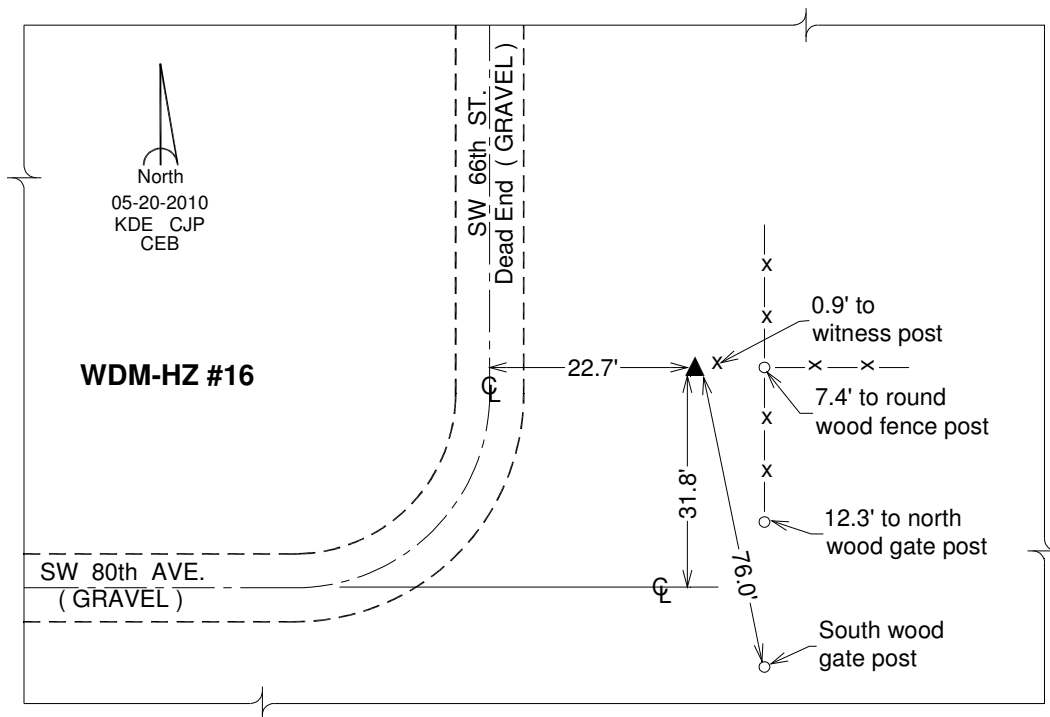 SW 66th ST.
Dead End ( GRAVEL )
North
05-20-2010
KDE CJP
CEB
WDM-HZ #16
22.7'
x
x
x
0.9' to
witness post
x x
7.4' to round
wood fence post
x
x
31.8'
76.0'
12.3' to north
wood gate post
South wood
gate post
SW 80th AVE.
( GRAVEL )
℄
℄